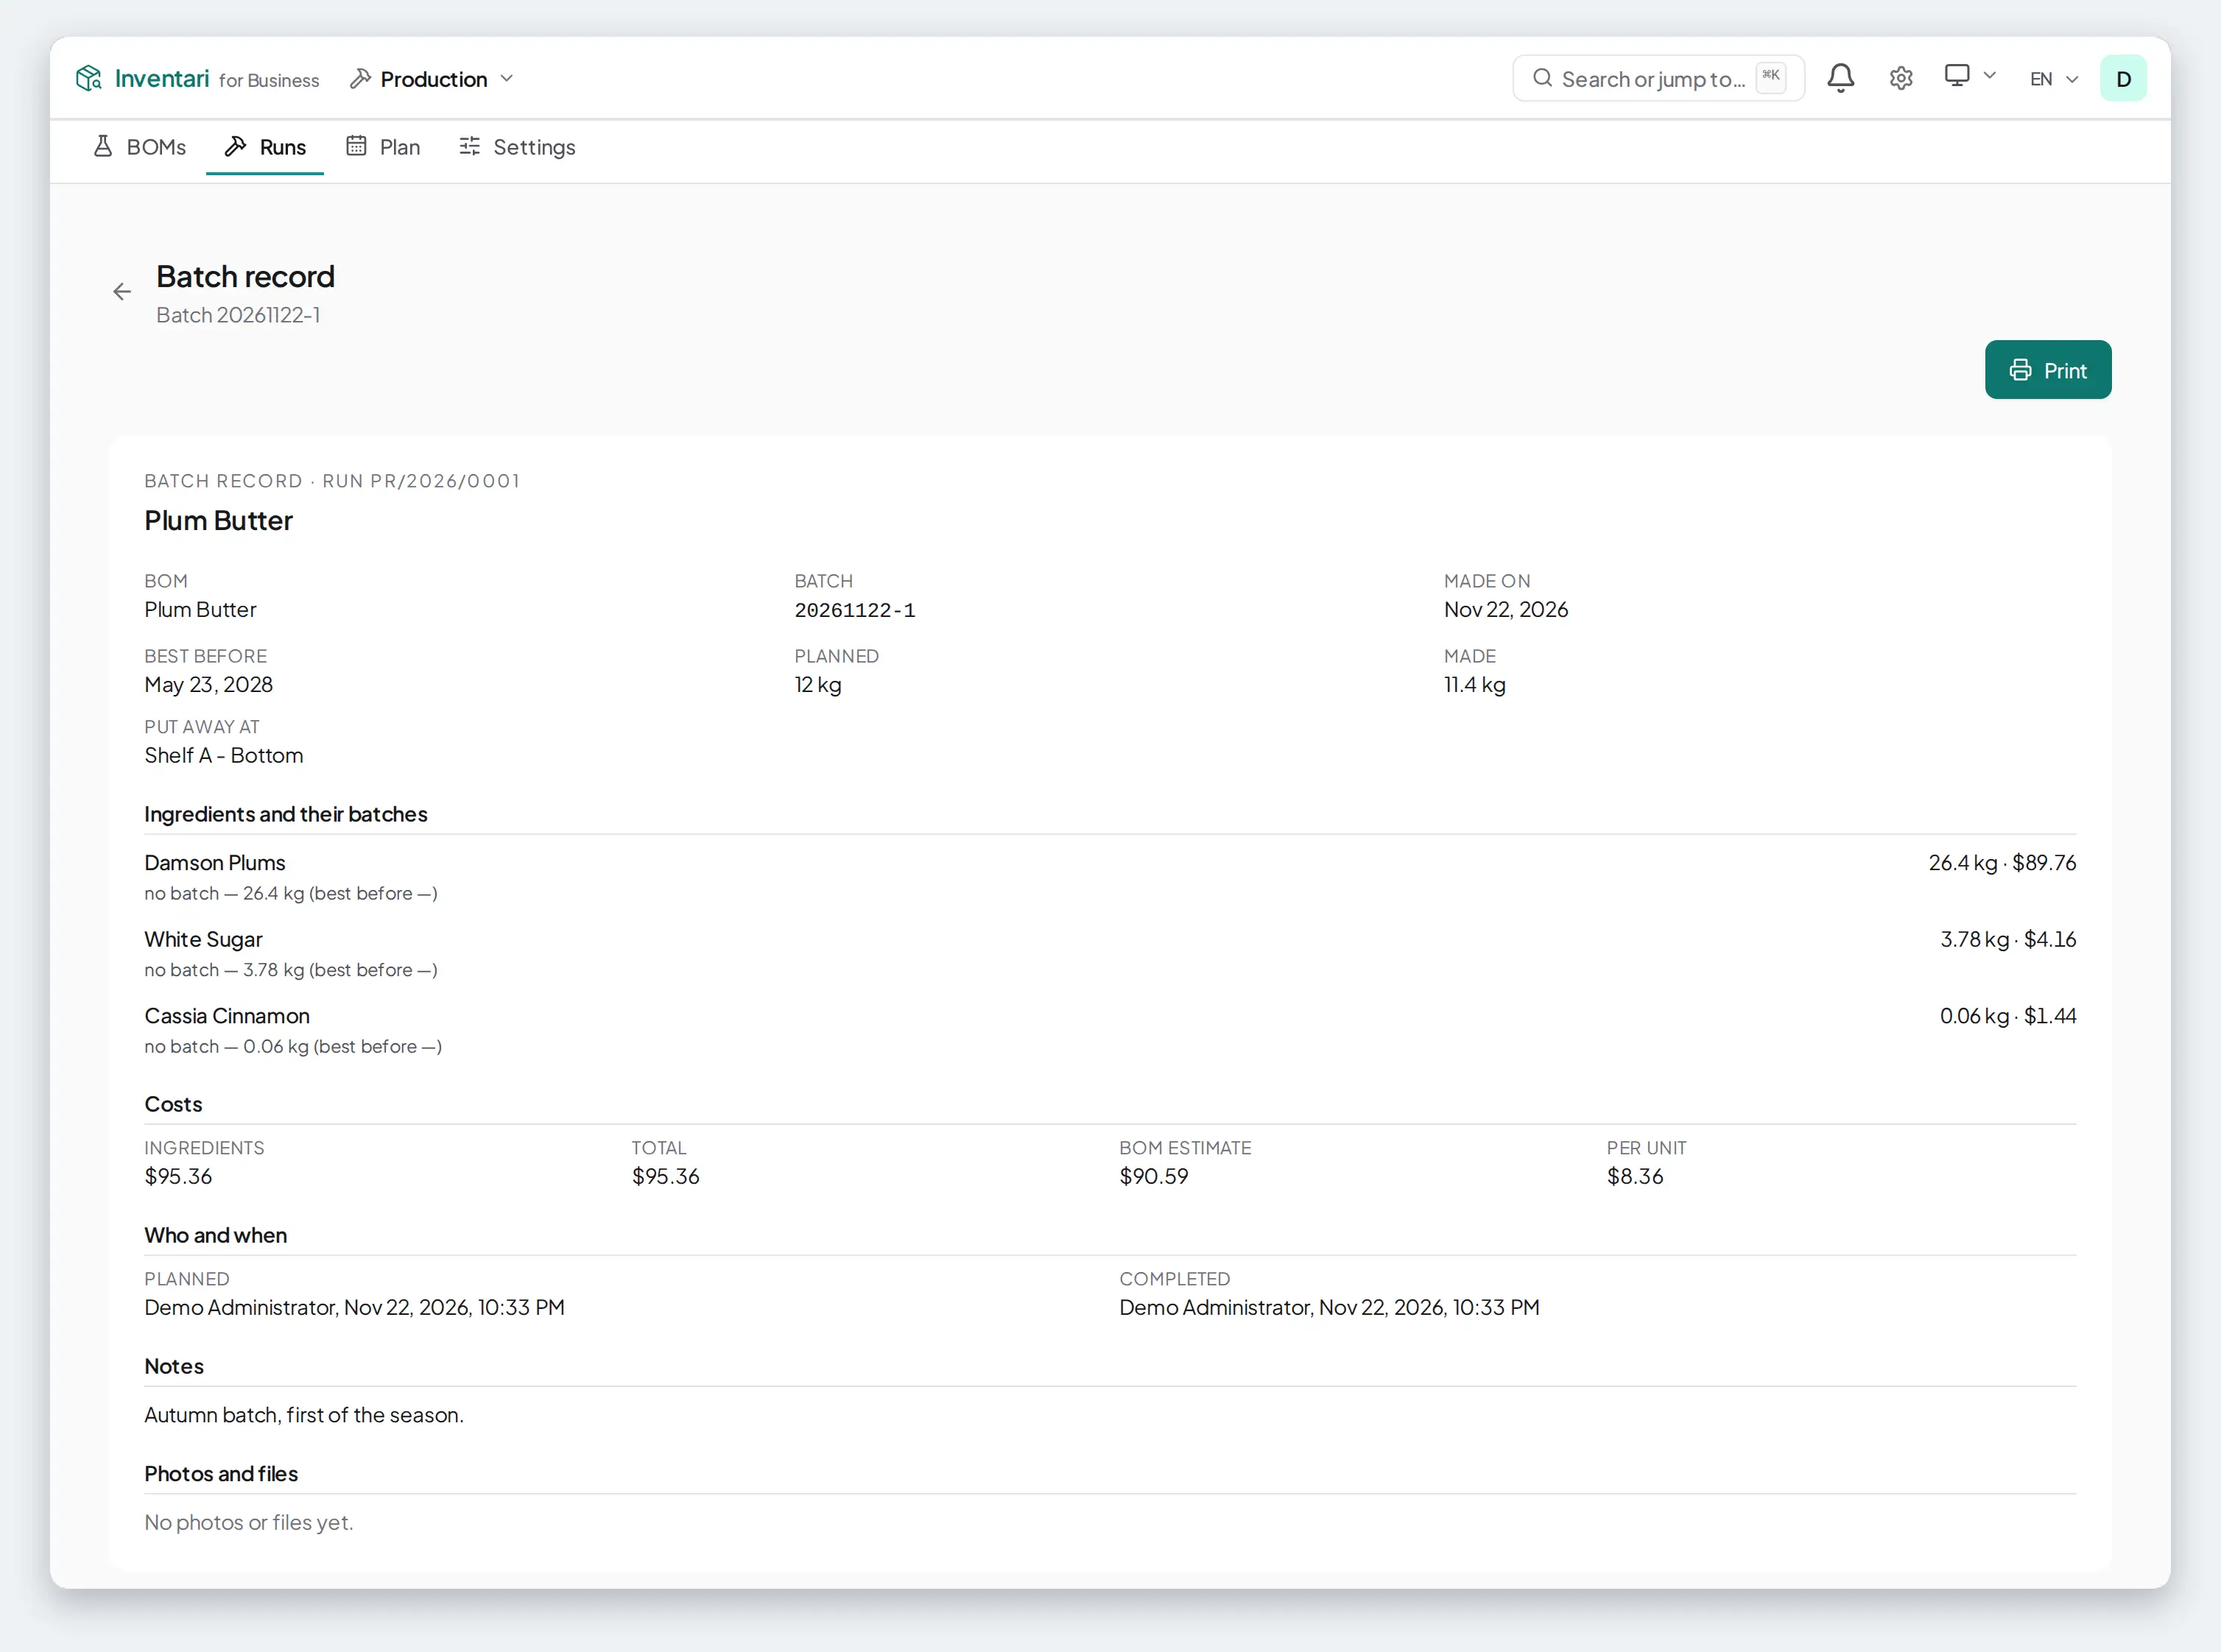 Inventari for Business Production Search or jump to... ⌘K EN D
BOMs Runs Plan Settings
Batch record
Batch 20261122-1
Print
BATCH RECORD · RUN PR/2026/0001
Plum Butter
BOM BATCH MADE ON
Plum Butter 20261122-1 Nov 22, 2026
BEST BEFORE PLANNED MADE
May 23, 2028 12 kg 11.4 kg
PUT AWAY AT
Shelf A - Bottom
Ingredients and their batches
Damson Plums 26.4 kg · $89.76
no batch — 26.4 kg (best before —)
White Sugar 3.78 kg · $4.16
no batch — 3.78 kg (best before —)
Cassia Cinnamon 0.06 kg · $1.44
no batch — 0.06 kg (best before —)
Costs
INGREDIENTS TOTAL BOM ESTIMATE PER UNIT
$95.36 $95.36 $90.59 $8.36
Who and when
PLANNED COMPLETED
Demo Administrator, Nov 22, 2026, 10:33 PM Demo Administrator, Nov 22, 2026, 10:33 PM
Notes
Autumn batch, first of the season.
Photos and files
No photos or files yet.